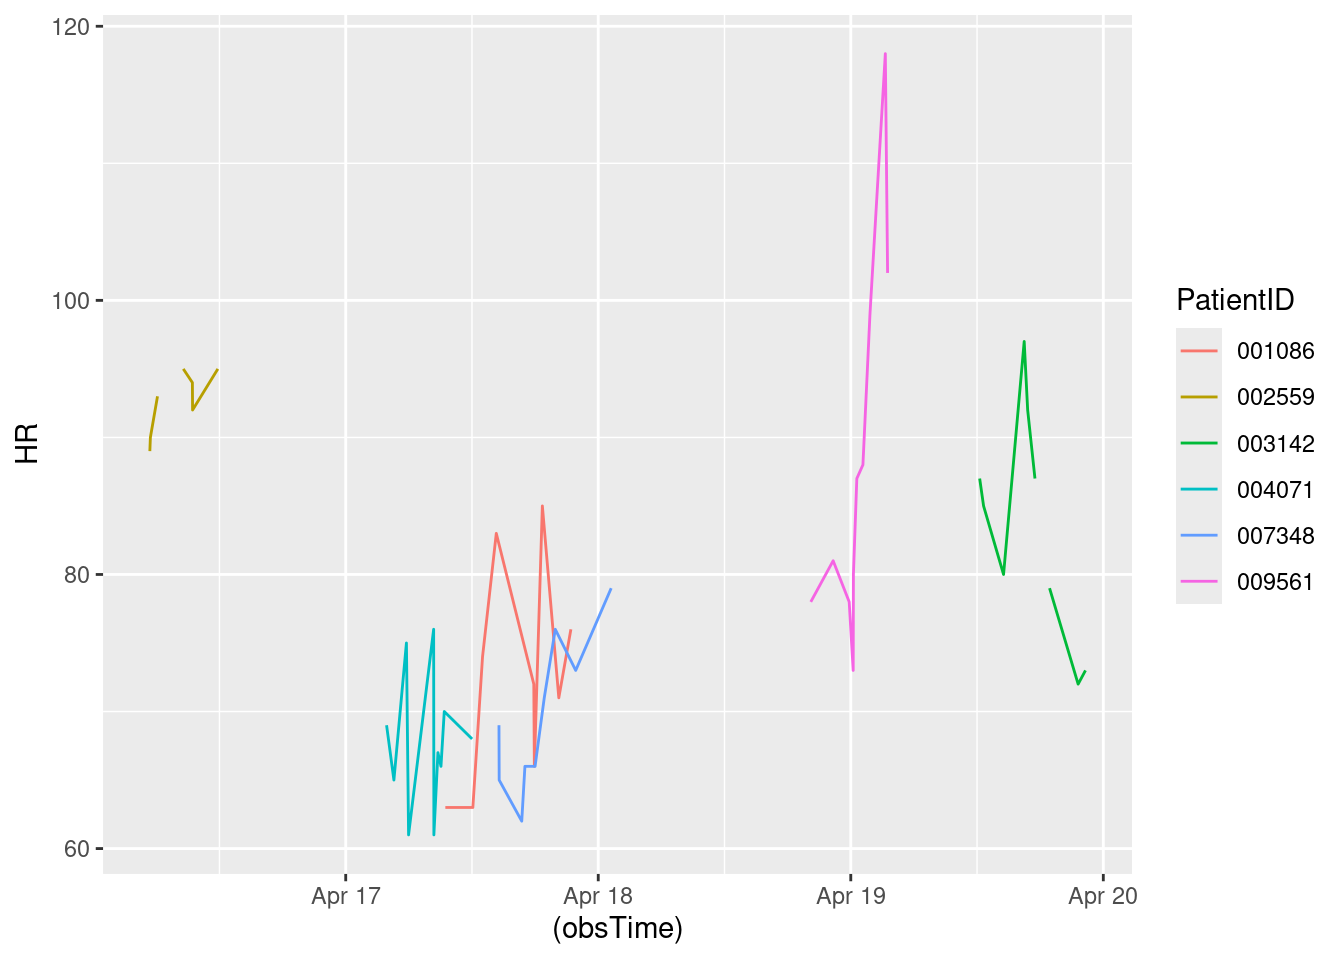 120
100
80
60
HR
Apr 17
Apr 18
Apr 19
Apr 20
(obsTime)
PatientID
001086
002559
003142
004071
007348
009561